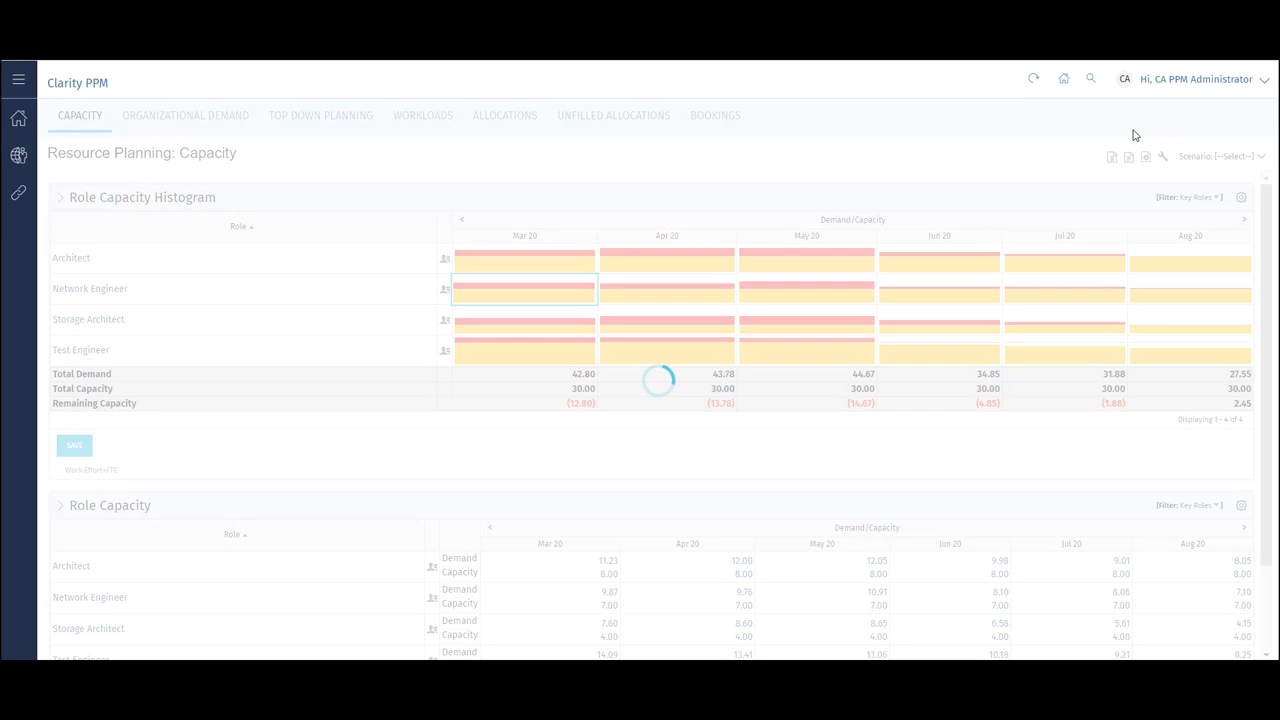 Clarity PPM
CA Hi, CA PPM Administrator
CAPACITY ORGANIZATIONAL DEMAND TOP DOWN PLANNING WORKLOADS ALLOCATIONS UNFILLED ALLOCATIONS BOOKINGS
Resource Planning: Capacity
Scenario: [--Select--]
Role Capacity Histogram [Filter: Key Roles ]
Role Demand/Capacity
Mar 20 Apr 20 May 20 Jun 20 Jul 20 Aug 20
Architect
Network Engineer
Storage Architect
Test Engineer
Total Demand 42.80 43.78 44.67 34.85 31.88 27.55
Total Capacity 30.00 30.00 30.00 30.00 30.00 30.00
Remaining Capacity (12.80) (13.78) (14.67) (4.85) (1.88) 2.45
Displaying 1 - 4 of 4
SAVE
Work Effort=FTE
Role Capacity [Filter: Key Roles ]
Role Demand/Capacity
Mar 20 Apr 20 May 20 Jun 20 Jul 20 Aug 20
Architect Demand 11.23 12.00 12.05 9.98 9.01 8.05
Capacity 8.00 8.00 8.00 8.00 8.00 8.00
Network Engineer Demand 9.87 9.76 10.91 8.10 8.06 7.10
Capacity 7.00 7.00 7.00 7.00 7.00 7.00
Storage Architect Demand 7.60 8.60 8.65 6.58 5.61 4.15
Capacity 4.00 4.00 4.00 4.00 4.00 4.00
Test Engineer Demand 14.09 13.41 13.06 10.18 9.21 8.25